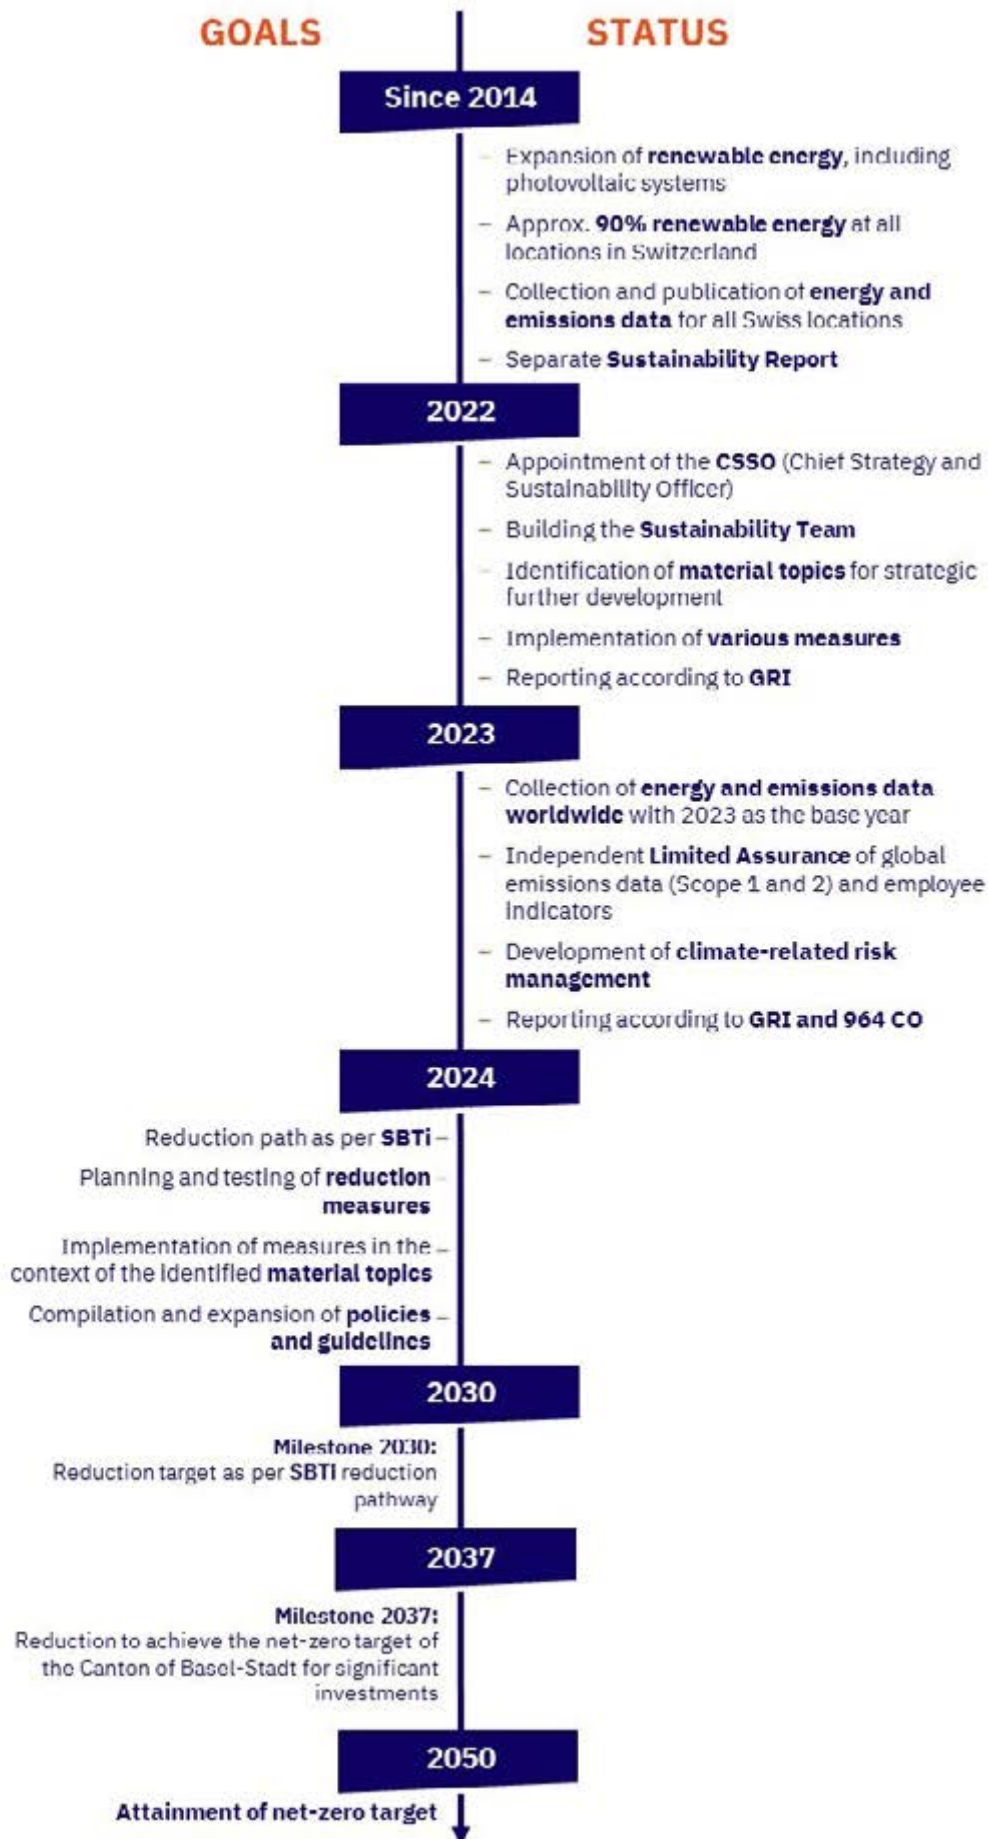 GOALS
STATUS
Since 2014
– Expansion of renewable energy, including
photovoltaic systems
– Approx. 90% renewable energy at all
locations in Switzerland
– Collection and publication of energy and
emissions data for all Swiss locations
– Separate Sustainability Report
2022
– Appointment of the CSSO (Chief Strategy and
Sustainability Officer)
– Building the Sustainability Team
– Identification of material topics for strategic
further development
– Implementation of various measures
– Reporting according to GRI
2023
– Collection of energy and emissions data
worldwide with 2023 as the base year
– Independent Limited Assurance of global
emissions data (Scope 1 and 2) and employee
indicators
– Development of climate-related risk
management
– Reporting according to GRI and 964 CO
2024
Reduction path as per SBTi –
Planning and testing of reduction –
measures
Implementation of measures in the –
context of the identified material topics
Compilation and expansion of policies –
and guidelines
2030
Milestone 2030:
Reduction target as per SBTI reduction
pathway
2037
Milestone 2037:
Reduction to achieve the net-zero target of
the Canton of Basel-Stadt for significant
investments
2050
Attainment of net-zero target